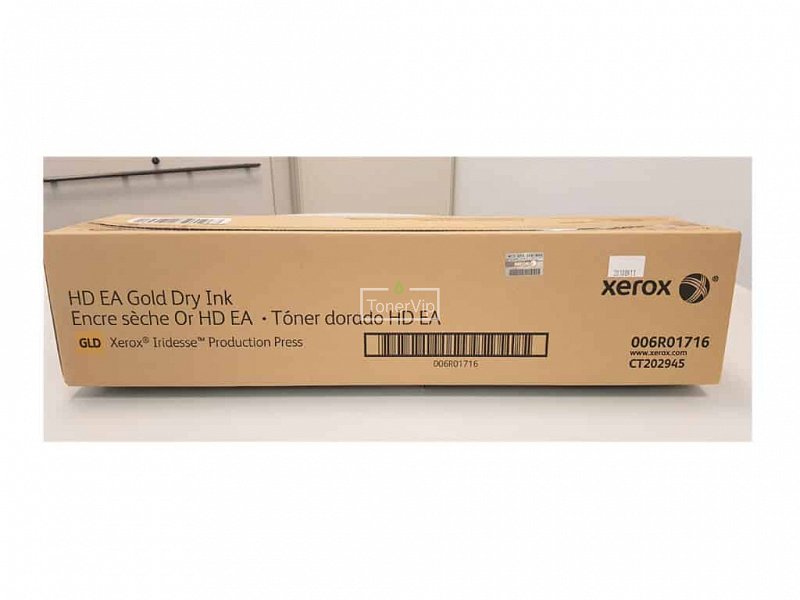 HD EA Gold Dry Ink
Encre sèche Or HD EA • Tóner dorado HD EA
GLD Xerox® Iridesse™ Production Press
TonerVip
006R01716
xerox®
006R01716
www.xerox.com
CT202945